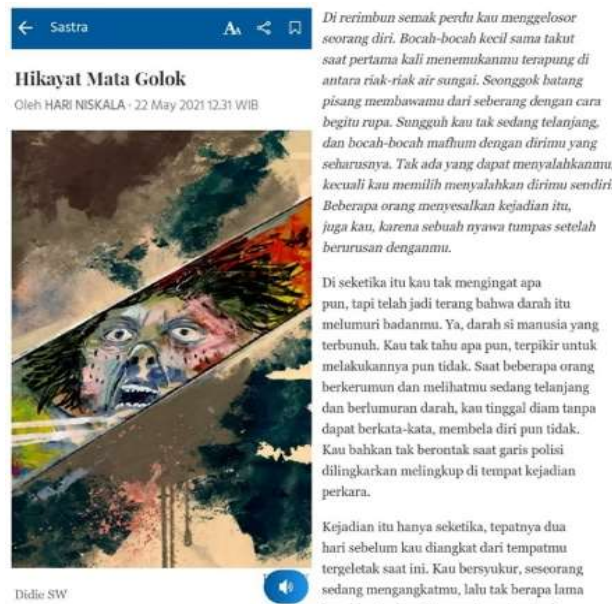 Sastra
AA
Hikayat Mata Golok
Oleh HARI NISKALA · 22 May 2021 12.31 WIB
Didie SW
Di rerimbun semak perdu kau menggelosor
seorang diri. Bocah-bocah kecil sama takut
saat pertama kali menemukanmu terapung di
antara riak-riak air sungai. Seonggok batang
pisang membawamu dari seberang dengan cara
begitu rupa. Sungguh kau tak sedang telanjang,
dan bocah-bocah mafhum dengan dirimu yang
seharusnya. Tak ada yang dapat menyalahkanmu,
kecuali kau memilih menyalahkan dirimu sendiri.
Beberapa orang menyesalkan kejadian itu,
juga kau, karena sebuah nyawa tumpas setelah
berurusan denganmu.
Di seketika itu kau tak mengingat apa
pun, tapi telah jadi terang bahwa darah itu
melumuri badanmu. Ya, darah si manusia yang
terbunuh. Kau tak tahu apa pun, terpikir untuk
melakukannya pun tidak. Saat beberapa orang
berkerumun dan melihatmu sedang telanjang
dan berlumuran darah, kau tinggal diam tanpa
dapat berkata-kata, membela diri pun tidak.
Kau bahkan tak berontak saat garis polisi
dilingkarkan melingkup di tempat kejadian
perkara.
Kejadian itu hanya seketika, tepatnya dua
hari sebelum kau diangkat dari tempatmu
tergeletak saat ini. Kau bersyukur, seseorang
sedang mengangkatmu, lalu tak berapa lama